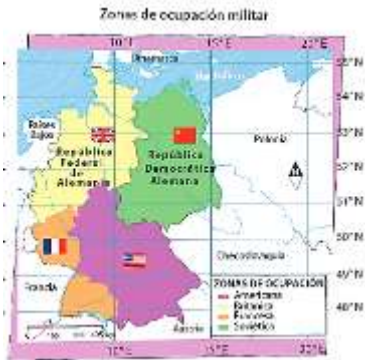 Zonas de ocupación militar
10°E
15°E
20°E
Dinamarca
55°N
54°N
Países
Bajos
53°N
Polonia
República
Federal
de
Alemania
República
Democrática
Alemana
52°N
51°N
50°N
Checoslovaquia
49°N
Francia
ZONAS DE OCUPACIÓN
Americana
Británica
Francesa
Soviética
48°N
Austria
10°E
15°E
20°E